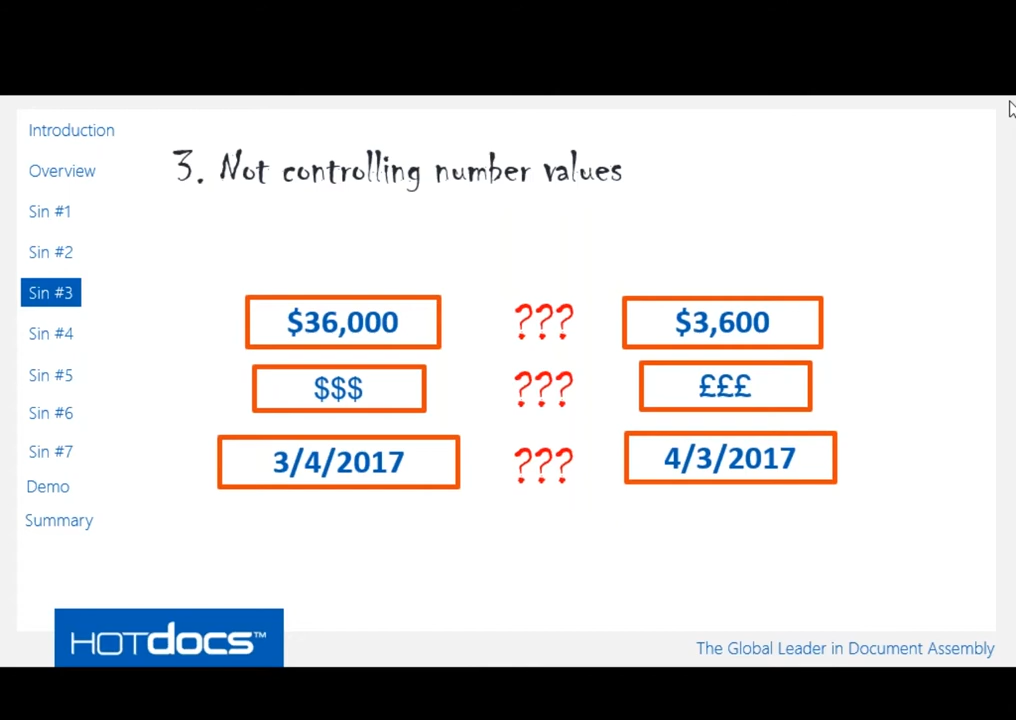 Introduction
Overview
Sin #1
Sin #2
Sin #3
Sin #4
Sin #5
Sin #6
Sin #7
Demo
Summary
3. Not controlling number values
$36,000 ??? $3,600
$$$ ??? £££
3/4/2017 ??? 4/3/2017
HOTDOCS™
The Global Leader in Document Assembly